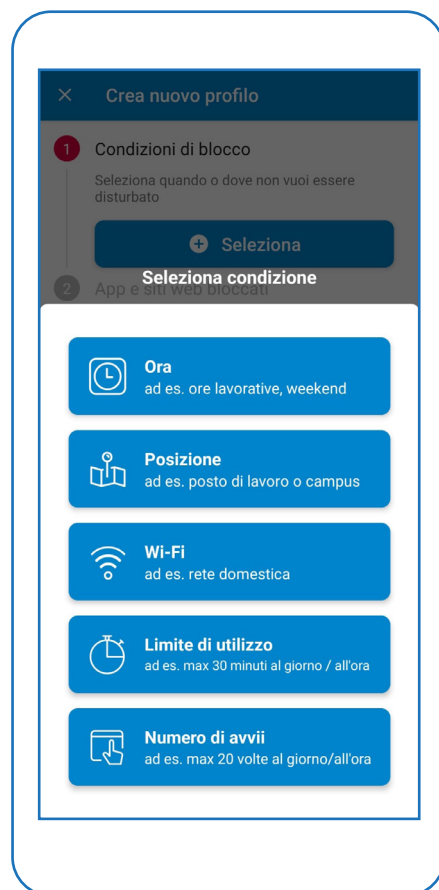 Crea nuovo profilo
1 Condizioni di blocco
Seleziona quando o dove non vuoi essere
disturbato
Seleziona
Seleziona condizione
2 App e siti web bloccati
Ora
ad es. ore lavorative, weekend
Posizione
ad es. posto di lavoro o campus
Wi-Fi
ad es. rete domestica
Limite di utilizzo
ad es. max 30 minuti al giorno / all'ora
Numero di avvii
ad es. max 20 volte al giorno/all'ora